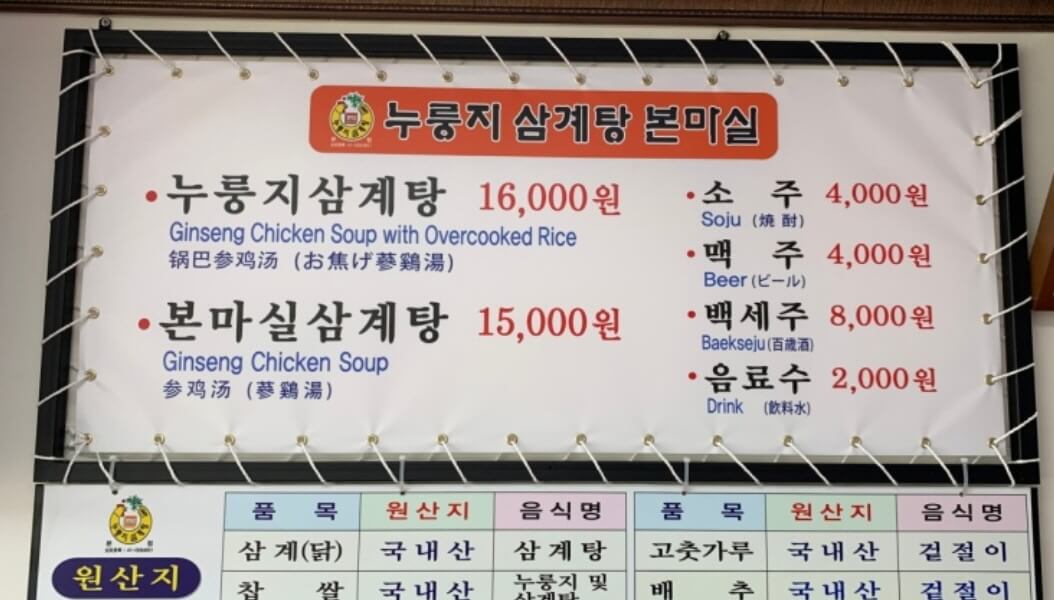 누룽지 삼계탕 본마실
• 누룽지삼계탕 16,000원
Ginseng Chicken Soup with Overcooked Rice
锅巴参鸡汤 (お焦げ蔘鷄湯)
• 본마실삼계탕 15,000원
Ginseng Chicken Soup
参鸡汤 (蔘鷄湯)
• 소 주 4,000원
Soju (焼 酎)
• 맥 주 4,000원
Beer (ビール)
• 백세주 8,000원
Baekseju (百歳酒)
• 음료수 2,000원
Drink (飮料水)
원산지
품 목 원산지 음식명
삼계(닭) 국내산 삼계탕
찹 쌀 국내산 누룽지 및
삼계탕
품 목 원산지 음식명
고춧가루 국내산 겉절이
배 추 국내산 겉절이